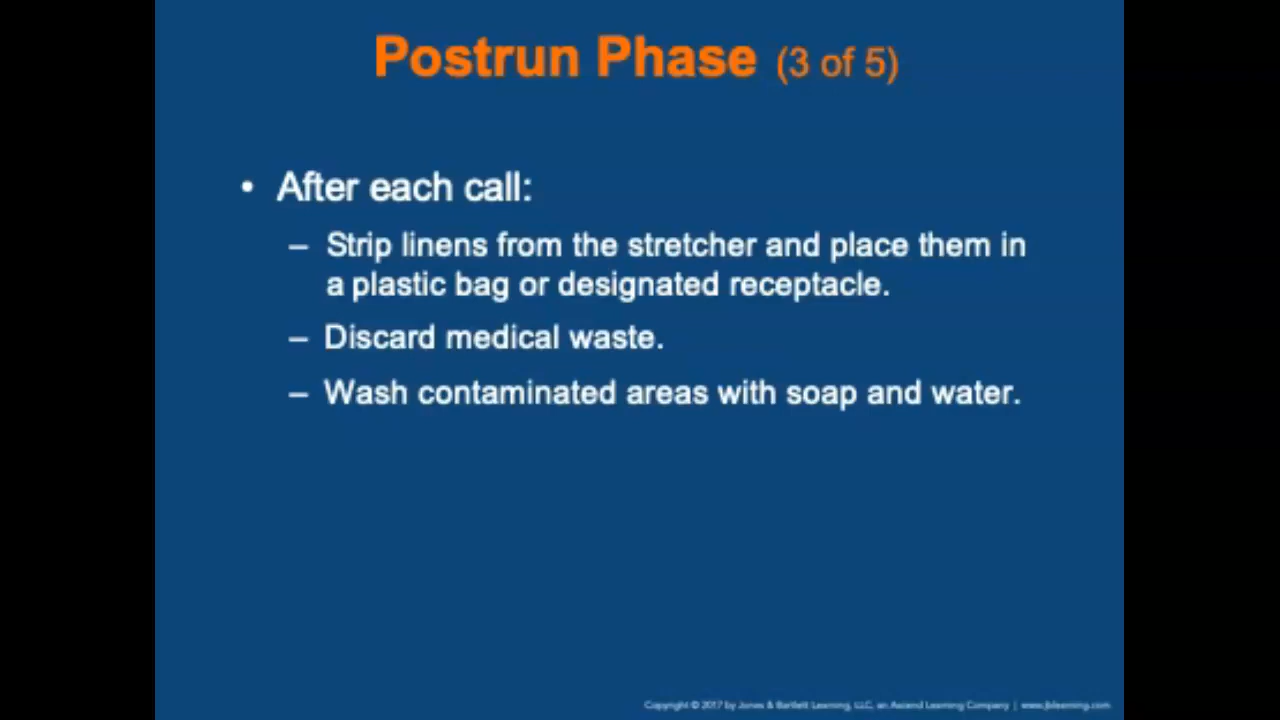 Postrun Phase (3 of 5)
• After each call:
– Strip linens from the stretcher and place them in
a plastic bag or designated receptacle.
– Discard medical waste.
– Wash contaminated areas with soap and water.
Copyright © 2017 by Jones & Bartlett Learning, LLC, an Ascend Learning Company | www.jblearning.com